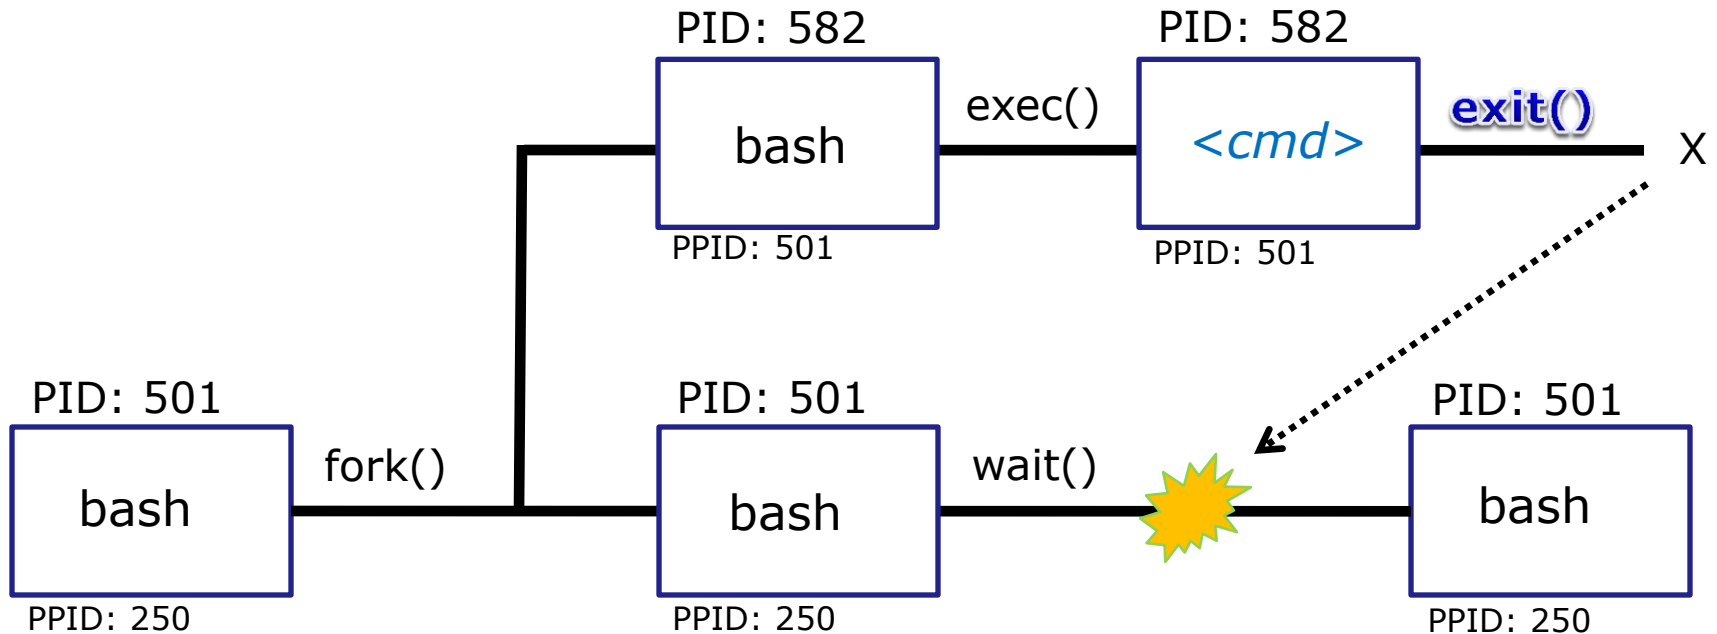 PID: 582
PID: 582
bash
exec()
<cmd>
exit()
X
PPID: 501
PPID: 501
PID: 501
PID: 501
PID: 501
bash
fork()
bash
wait()
bash
PPID: 250
PPID: 250
PPID: 250